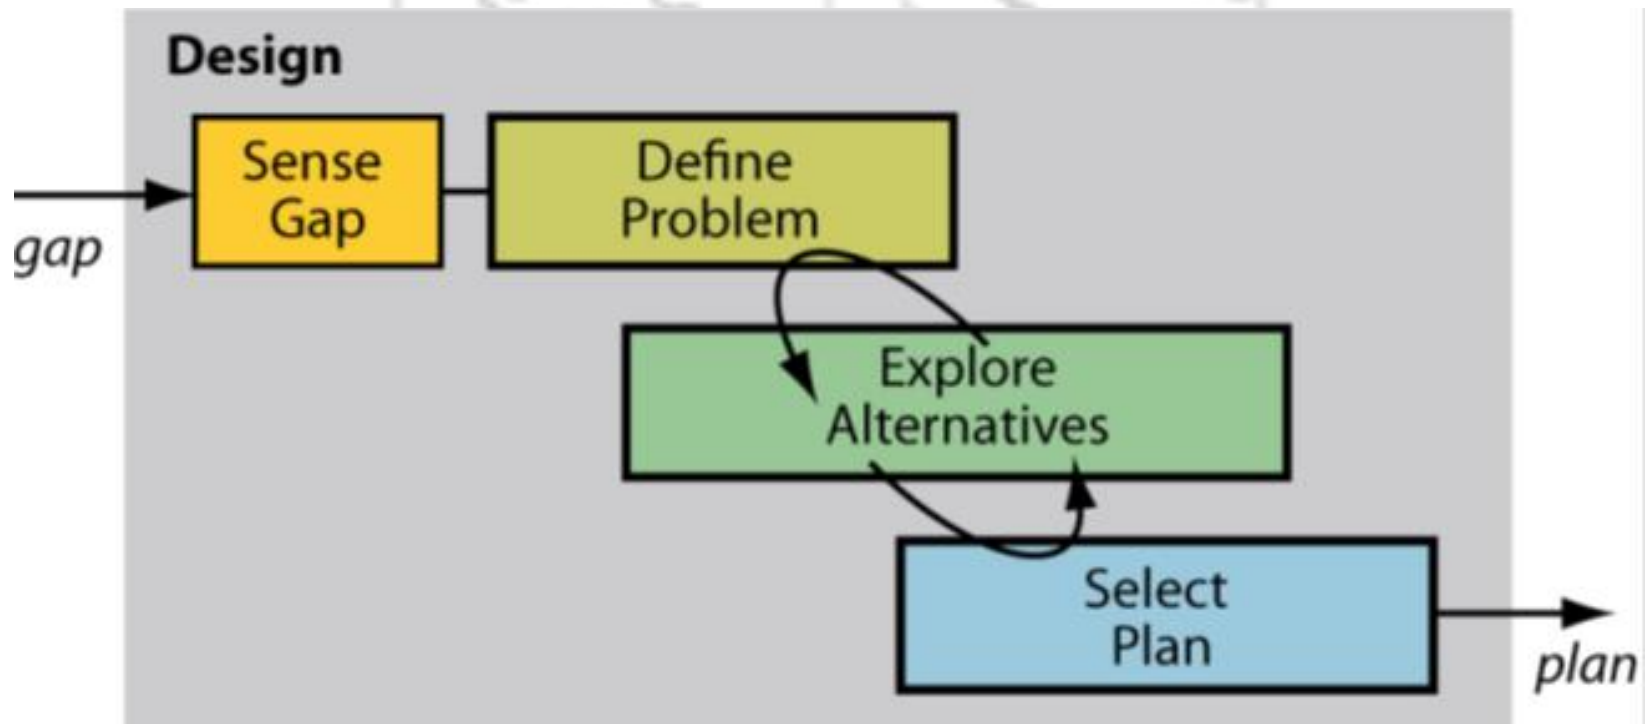 Design
Sense
Gap
Define
Problem
gap
Explore
Alternatives
Select
Plan
plan